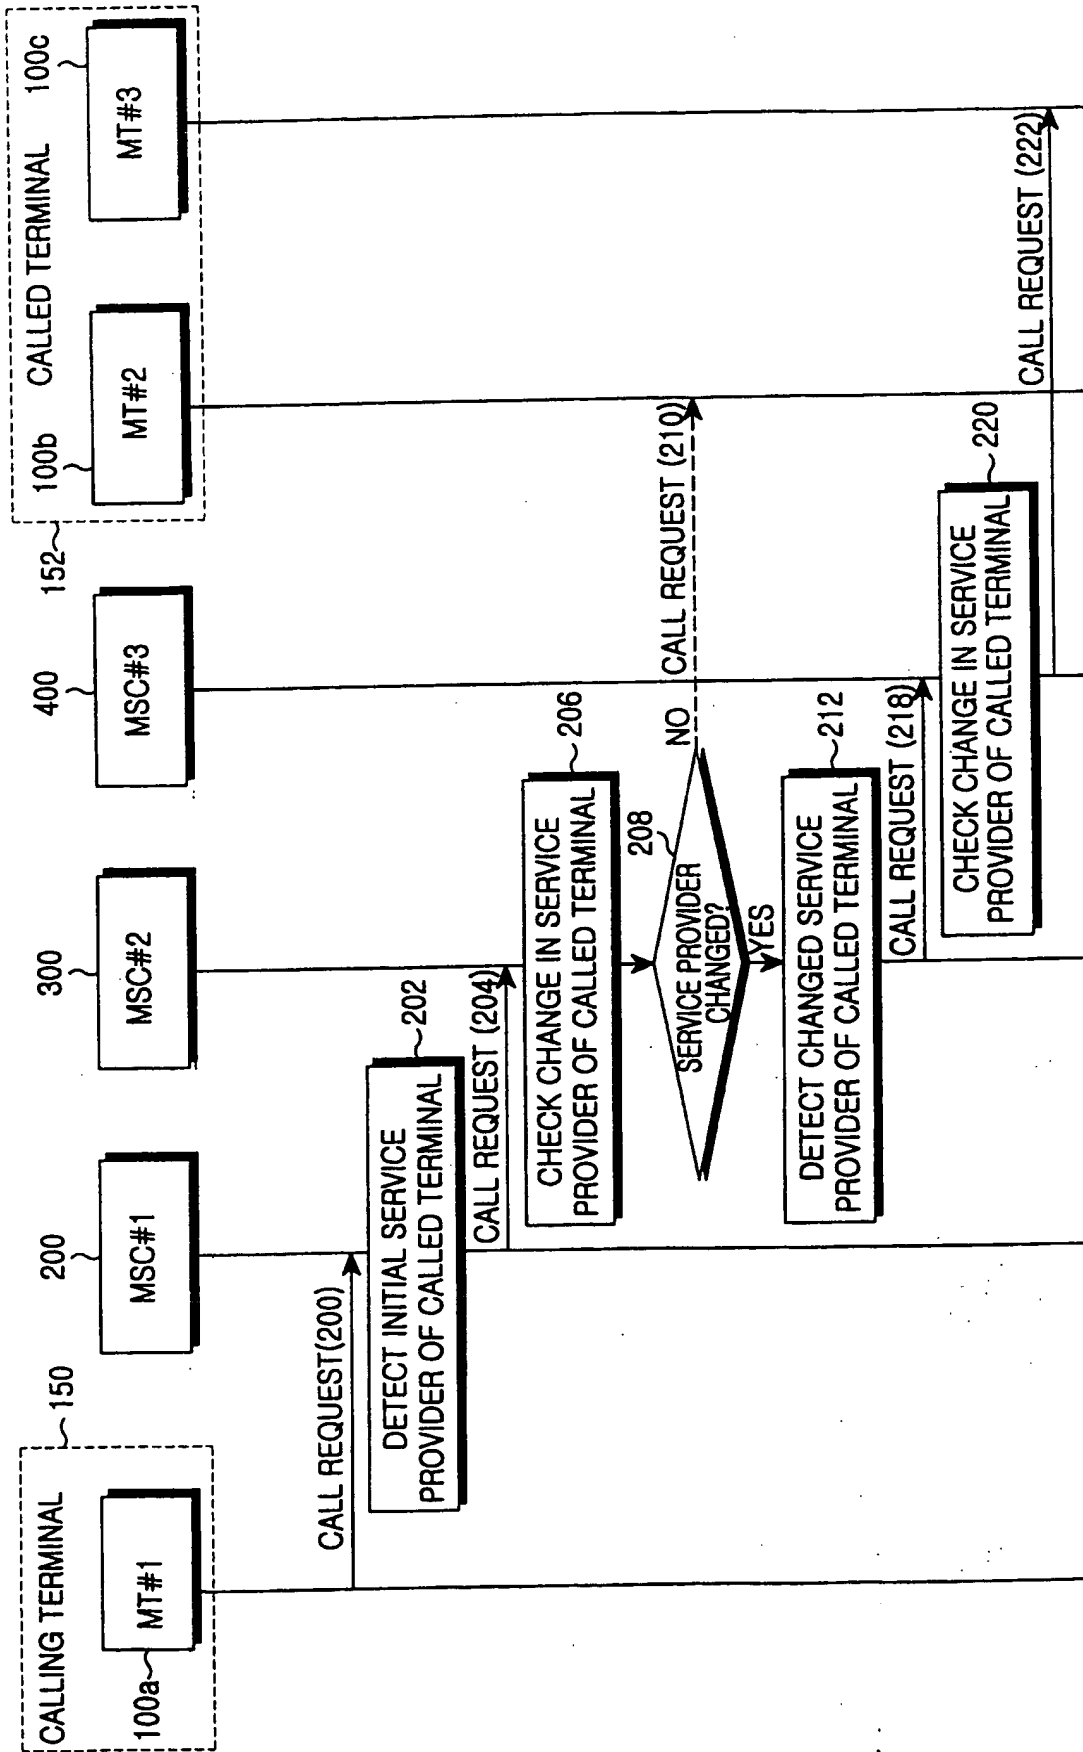 CALLING TERMINAL
150
MT#1
100a
200
MSC#1
300
MSC#2
400
MSC#3
152
CALLED TERMINAL
100b
MT#2
100c
MT#3
CALL REQUEST(200)
DETECT INITIAL SERVICE
PROVIDER OF CALLED TERMINAL
202
CALL REQUEST (204)
CHECK CHANGE IN SERVICE
PROVIDER OF CALLED TERMINAL
206
208
SERVICE PROVIDER
CHANGED?
NO
CALL REQUEST (210)
YES
DETECT CHANGED SERVICE
PROVIDER OF CALLED TERMINAL
212
CALL REQUEST (218)
CHECK CHANGE IN SERVICE
PROVIDER OF CALLED TERMINAL
220
CALL REQUEST (222)